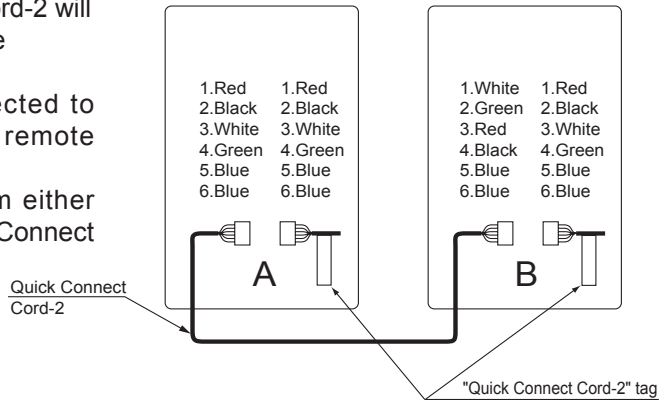 ord-2 will
e
ected to
remote
n either
Connect
1.Red
2.Black
3.White
4.Green
5.Blue
6.Blue
1.Red
2.Black
3.White
4.Green
5.Blue
6.Blue
A
1.White
2.Green
3.Red
4.Black
5.Blue
6.Blue
1.Red
2.Black
3.White
4.Green
5.Blue
6.Blue
B
Quick Connect
Cord-2
"Quick Connect Cord-2" tag